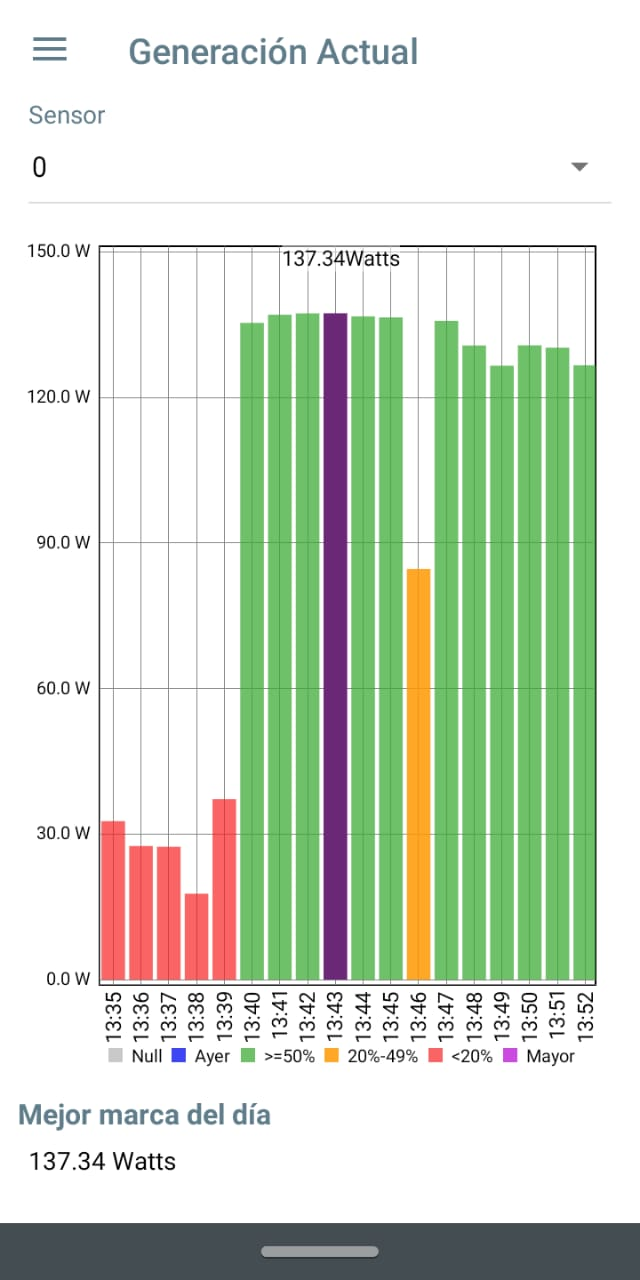 Generación Actual
Sensor
0
150.0 W
137.34Watts
120.0 W
90.0 W
60.0 W
30.0 W
0.0 W
13:35 13:36 13:37 13:38 13:39 13:40 13:41 13:42 13:43 13:44 13:45 13:46 13:47 13:48 13:49 13:50 13:51 13:52
Null Ayer >=50% 20%-49% <20% Mayor
Mejor marca del día
137.34 Watts